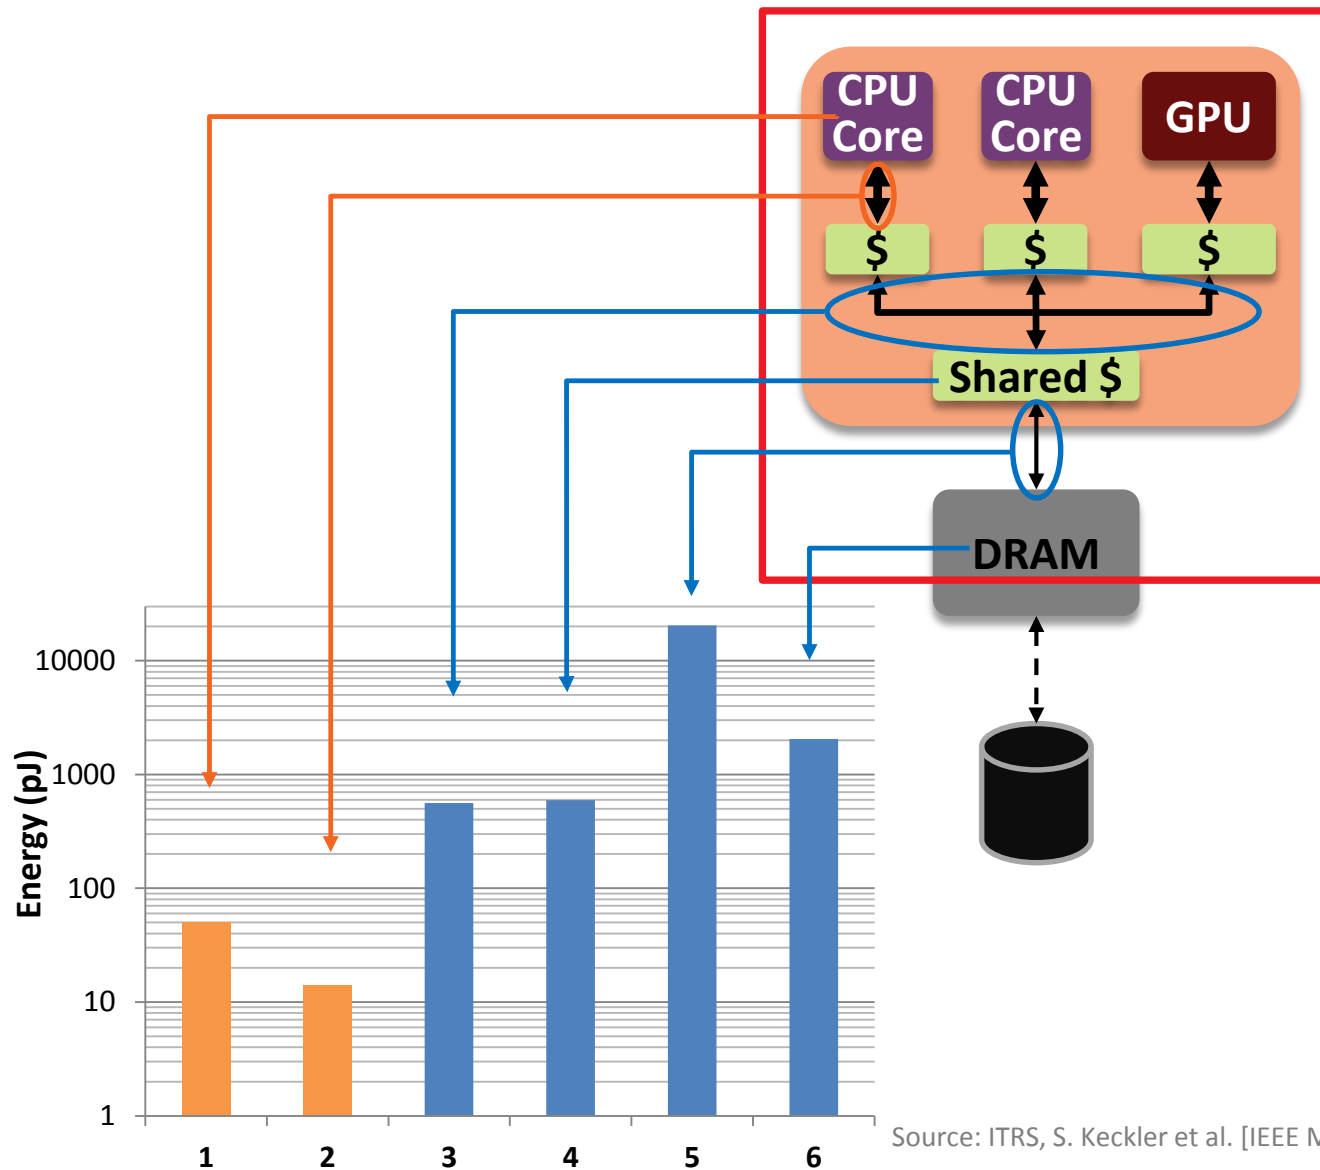 CPU
Core
CPU
Core
GPU
$
$
$
Shared $
DRAM
Energy (pJ)
10000
1000
100
10
1
1
2
3
4
5
6
Source: ITRS, S. Keckler et al. [IEEE M